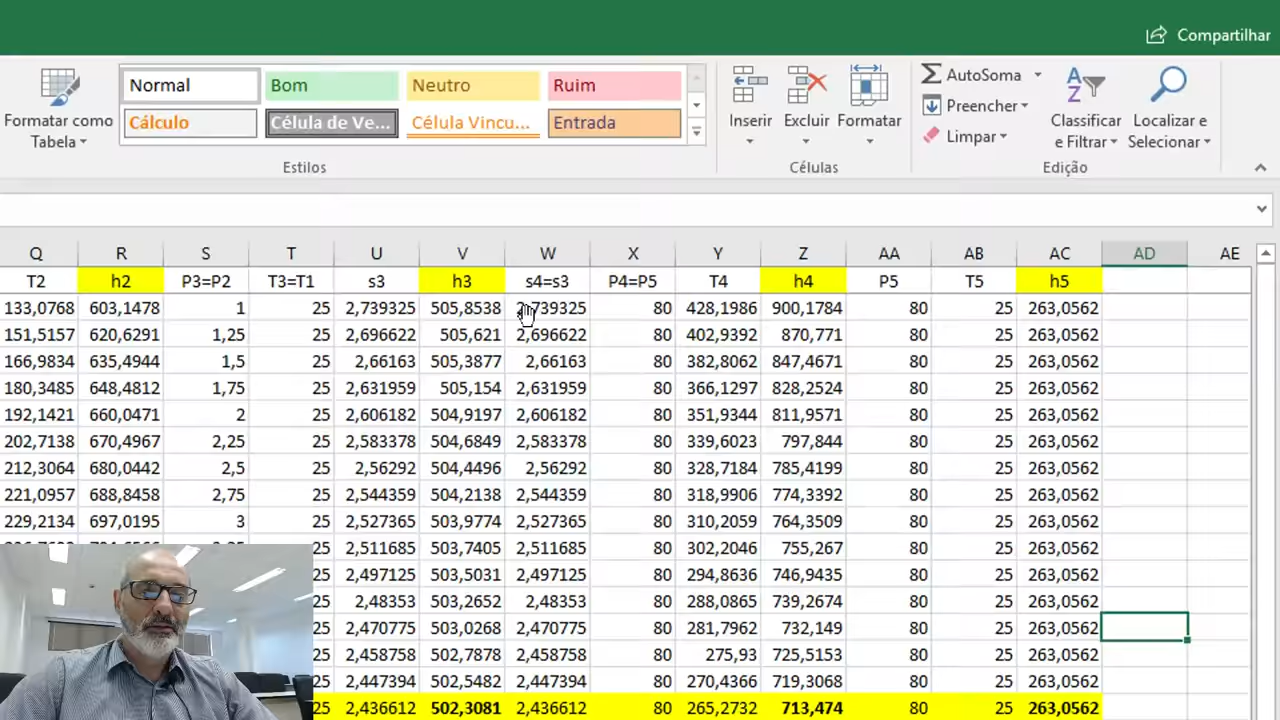 Compartilhar
Formatar como
Tabela
Normal
Bom
Neutro
Ruim
Cálculo
Célula de Ve...
Célula Vincu...
Entrada
Estilos
Inserir
Excluir
Formatar
Células
AutoSoma
Preencher
Limpar
Classificar
e Filtrar
Localizar e
Selecionar
Edição
Q R S T U V W X Y Z AA AB AC AD AE
T2 h2 P3=P2 T3=T1 s3 h3 s4=s3 P4=P5 T4 h4 P5 T5 h5
133,0768 603,1478 1 25 2,739325 505,8538 2,739325 80 428,1986 900,1784 80 25 263,0562
151,5157 620,6291 1,25 25 2,696622 505,621 2,696622 80 402,9392 870,771 80 25 263,0562
166,9834 635,4944 1,5 25 2,66163 505,3877 2,66163 80 382,8062 847,4671 80 25 263,0562
180,3485 648,4812 1,75 25 2,631959 505,154 2,631959 80 366,1297 828,2524 80 25 263,0562
192,1421 660,0471 2 25 2,606182 504,9197 2,606182 80 351,9344 811,9571 80 25 263,0562
202,7138 670,4967 2,25 25 2,583378 504,6849 2,583378 80 339,6023 797,844 80 25 263,0562
212,3064 680,0442 2,5 25 2,56292 504,4496 2,56292 80 328,7184 785,4199 80 25 263,0562
221,0957 688,8458 2,75 25 2,544359 504,2138 2,544359 80 318,9906 774,3392 80 25 263,0562
229,2134 697,0195 3 25 2,527365 503,9774 2,527365 80 310,2059 764,3509 80 25 263,0562
25 2,511685 503,7405 2,511685 80 302,2046 755,267 80 25 263,0562
25 2,497125 503,5031 2,497125 80 294,8636 746,9435 80 25 263,0562
25 2,48353 503,2652 2,48353 80 288,0865 739,2674 80 25 263,0562
25 2,470775 503,0268 2,470775 80 281,7962 732,149 80 25 263,0562
25 2,458758 502,7878 2,458758 80 275,93 725,5153 80 25 263,0562
25 2,447394 502,5482 2,447394 80 270,4366 719,3068 80 25 263,0562
25 2,436612 502,3081 2,436612 80 265,2732 713,474 80 25 263,0562